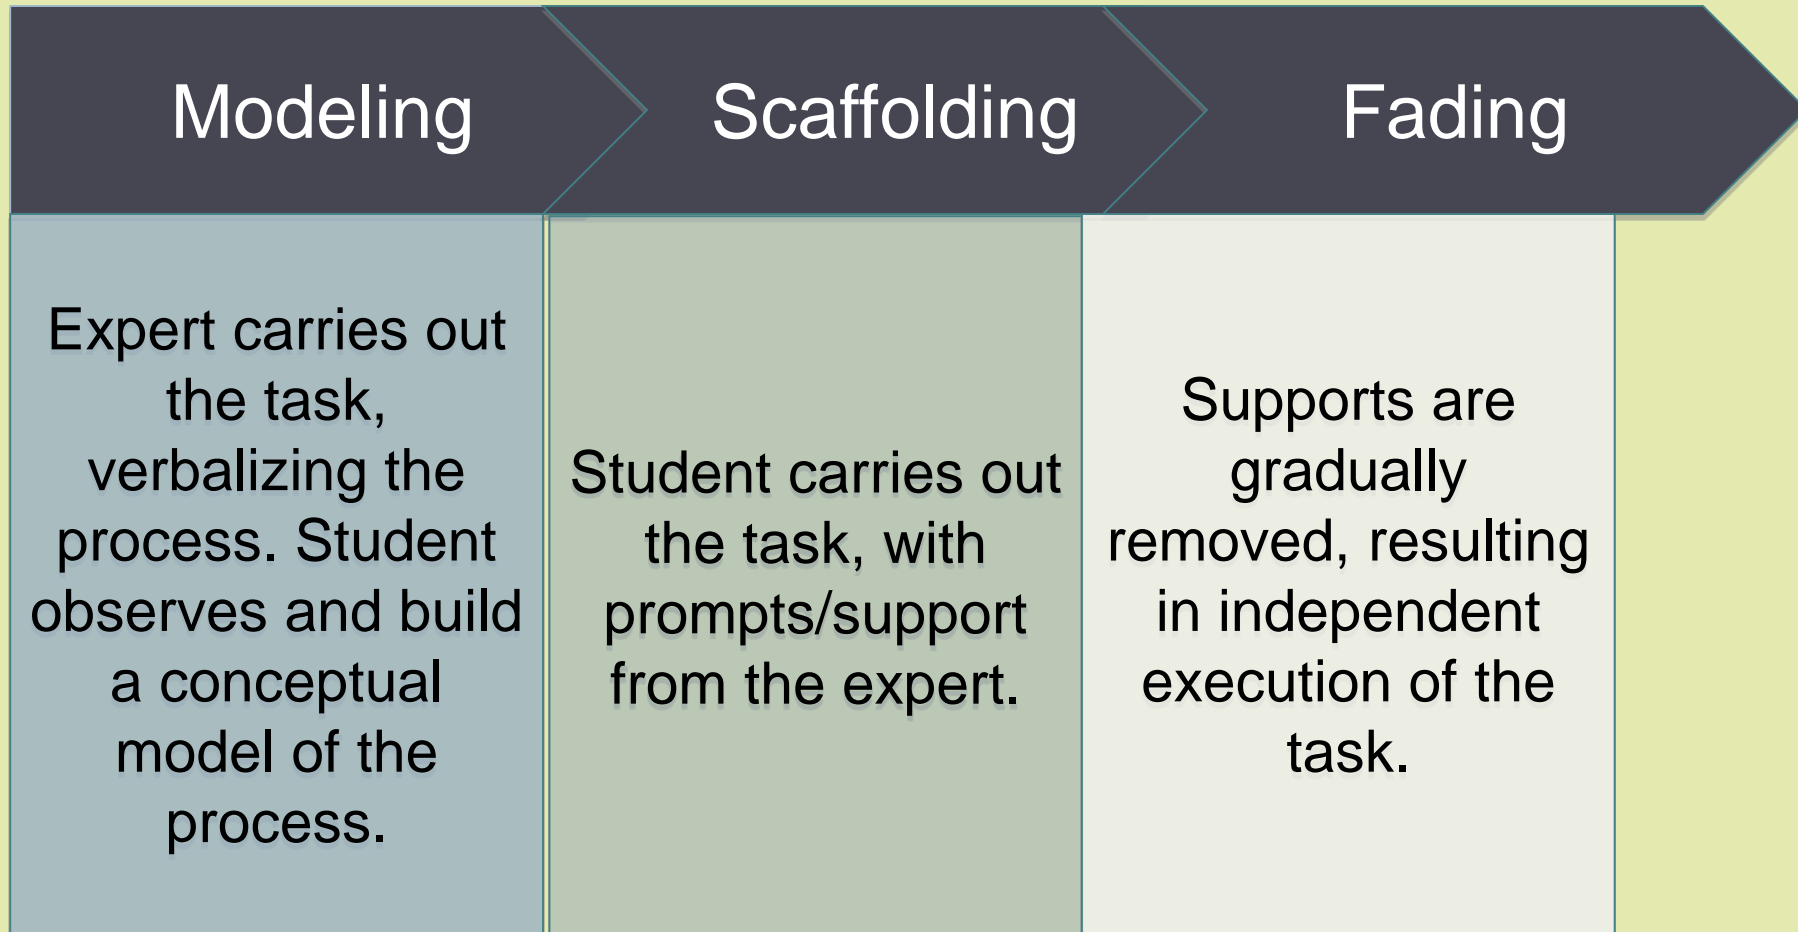 Modeling
Scaffolding
Fading
Expert carries out
the task,
verbalizing the
process. Student
observes and build
a conceptual
model of the
process.
Student carries out
the task, with
prompts/support
from the expert.
Supports are
gradually
removed, resulting
in independent
execution of the
task.